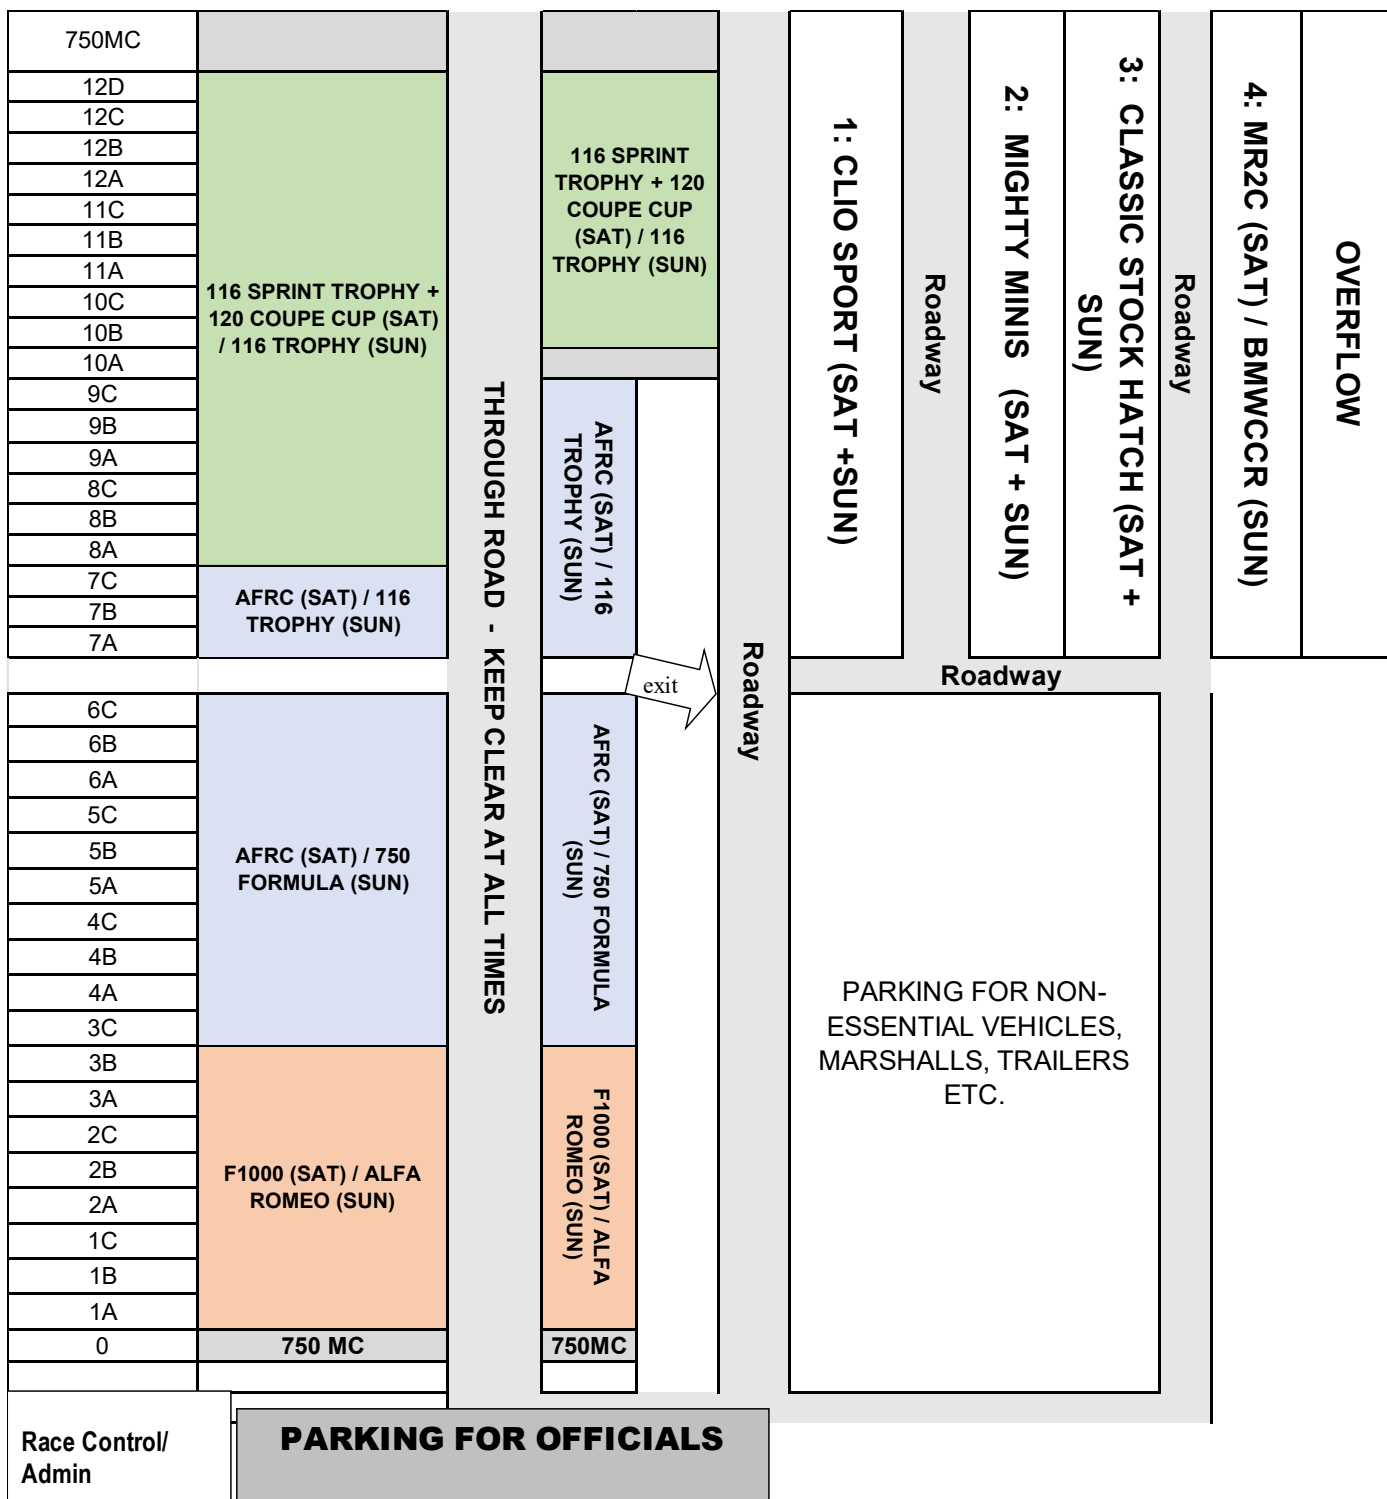 750MC
12D
12C
12B
12A
11C
11B
11A
10C
10B
10A
9C
9B
9A
8C
8B
8A
7C
7B
7A
6C
6B
6A
5C
5B
5A
4C
4B
4A
3C
3B
3A
2C
2B
2A
1C
1B
1A
0
116 SPRINT TROPHY +
120 COUPE CUP (SAT)
/ 116 TROPHY (SUN)
AFRC (SAT) / 116
TROPHY (SUN)
AFRC (SAT) / 750
FORMULA (SUN)
F1000 (SAT) / ALFA
ROMEO (SUN)
750 MC
THROUGH ROAD - KEEP CLEAR AT ALL TIMES
116 SPRINT
TROPHY + 120
COUPE CUP
(SAT) / 116
TROPHY (SUN)
AFRC (SAT) / 116
TROPHY (SUN)
exit
AFRC (SAT) / 750 FORMULA
(SUN)
F1000 (SAT) / ALFA
ROMEO (SUN)
750MC
Roadway
1: CLIO SPORT (SAT +SUN)
Roadway
2: MIGHTY MINIS (SAT + SUN)
3: CLASSIC STOCK HATCH (SAT +
SUN)
Roadway
4: MR2C (SAT) / BMWCCR (SUN)
OVERFLOW
Roadway
PARKING FOR NON-
ESSENTIAL VEHICLES,
MARSHALLS, TRAILERS
ETC.
Race Control/
Admin
PARKING FOR OFFICIALS